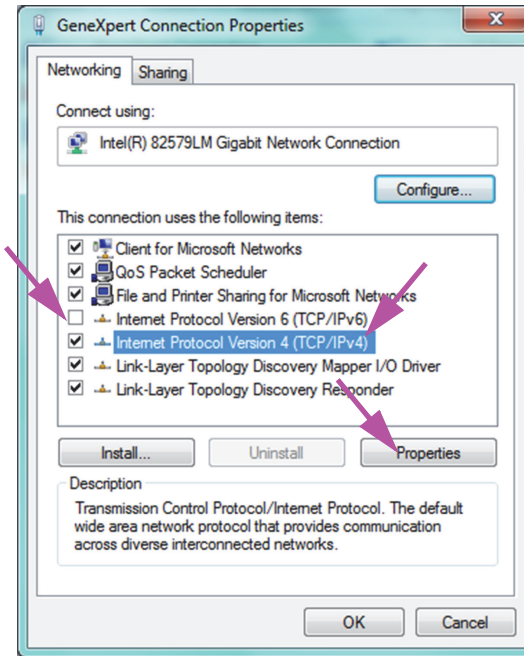 GeneXpert Connection Properties
Networking
Sharing
Connect using:
Intel(R) 82579LM Gigabit Network Connection
Configure...
This connection uses the following items:
Client for Microsoft Networks
QoS Packet Scheduler
File and Printer Sharing for Microsoft Networks
Internet Protocol Version 6 (TCP/IPv6)
Internet Protocol Version 4 (TCP/IPv4)
Link-Layer Topology Discovery Mapper I/O Driver
Link-Layer Topology Discovery Responder
Install...
Uninstall
Properties
Description
Transmission Control Protocol/Internet Protocol. The default
wide area network protocol that provides communication
across diverse interconnected networks.
OK
Cancel